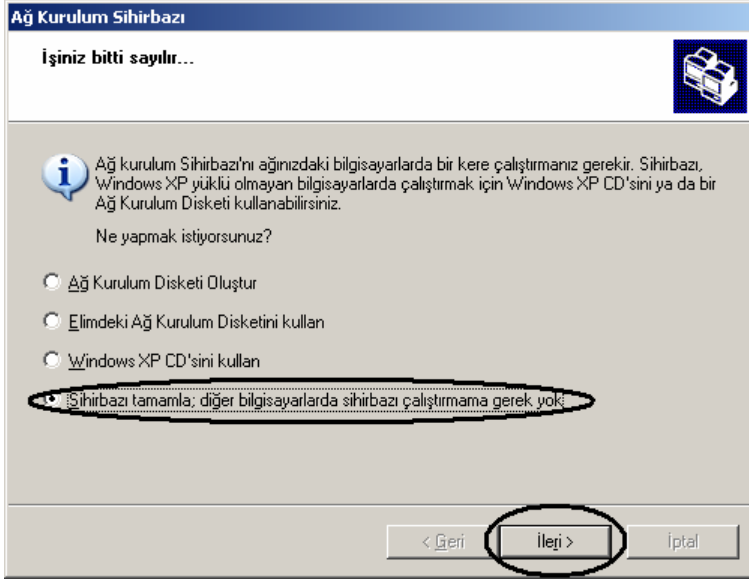 Ağ Kurulum Sihirbazı
İşiniz bitti sayılır...
Ağ kurulum Sihirbazı'nı ağınızdaki bilgisayarlarda bir kere çalıştırmanız gerekir. Sihirbazı,
Windows XP yüklü olmayan bilgisayarlarda çalıştırmak için Windows XP CD'sini ya da bir
Ağ Kurulum Disketi kullanabilirsiniz.
Ne yapmak istiyorsunuz?
Ağ Kurulum Disketi Oluştur
Elimdeki Ağ Kurulum Disketini kullan
Windows XP CD'sini kullan
Sihirbazı tamamla; diğer bilgisayarlarda sihirbazı çalıştırmama gerek yok
< Geri İleri > İptal